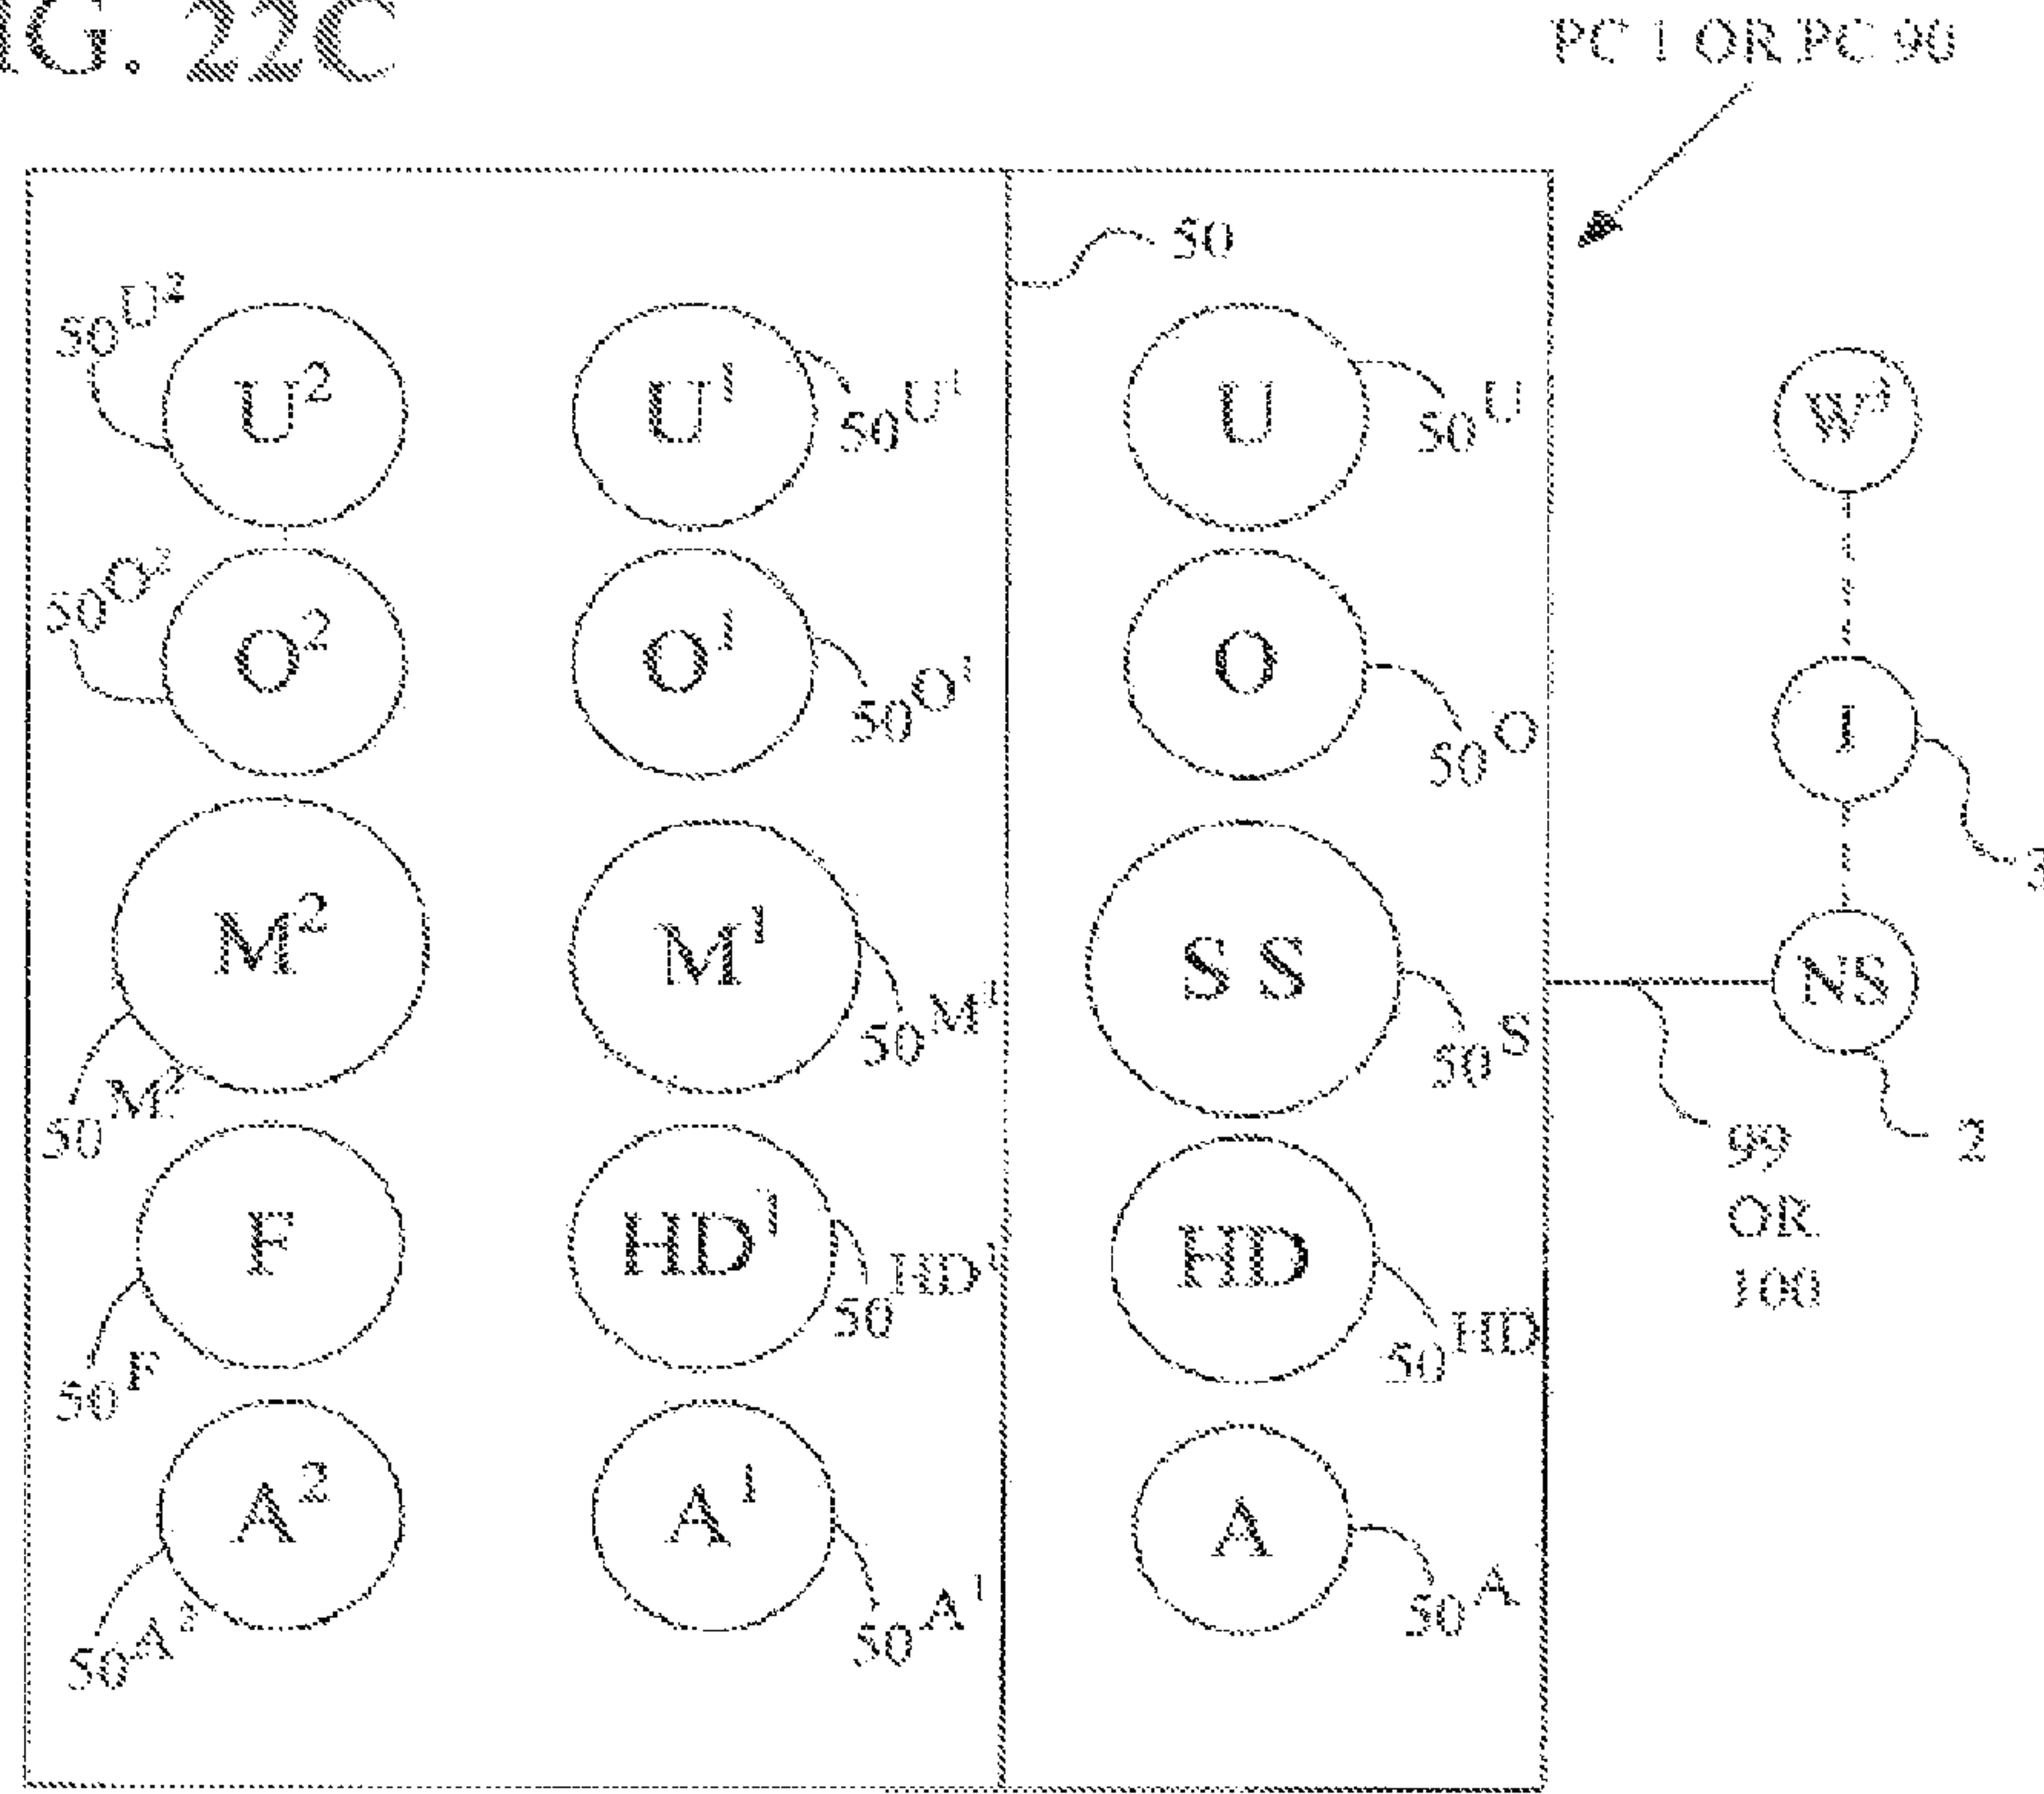 IG. 22C
PC 1 OR PC 90
50
50U²
U²
U¹
50U¹
U
50U
W³
50O²
O²
O¹
50O¹
O
50O
I
3
M²
50M²
M¹
50M¹
S S
50S
NS
2
99
OR
100
F
50F
HD¹
50HD¹
HD
50HD
A²
50A²
A¹
50A¹
A
50A